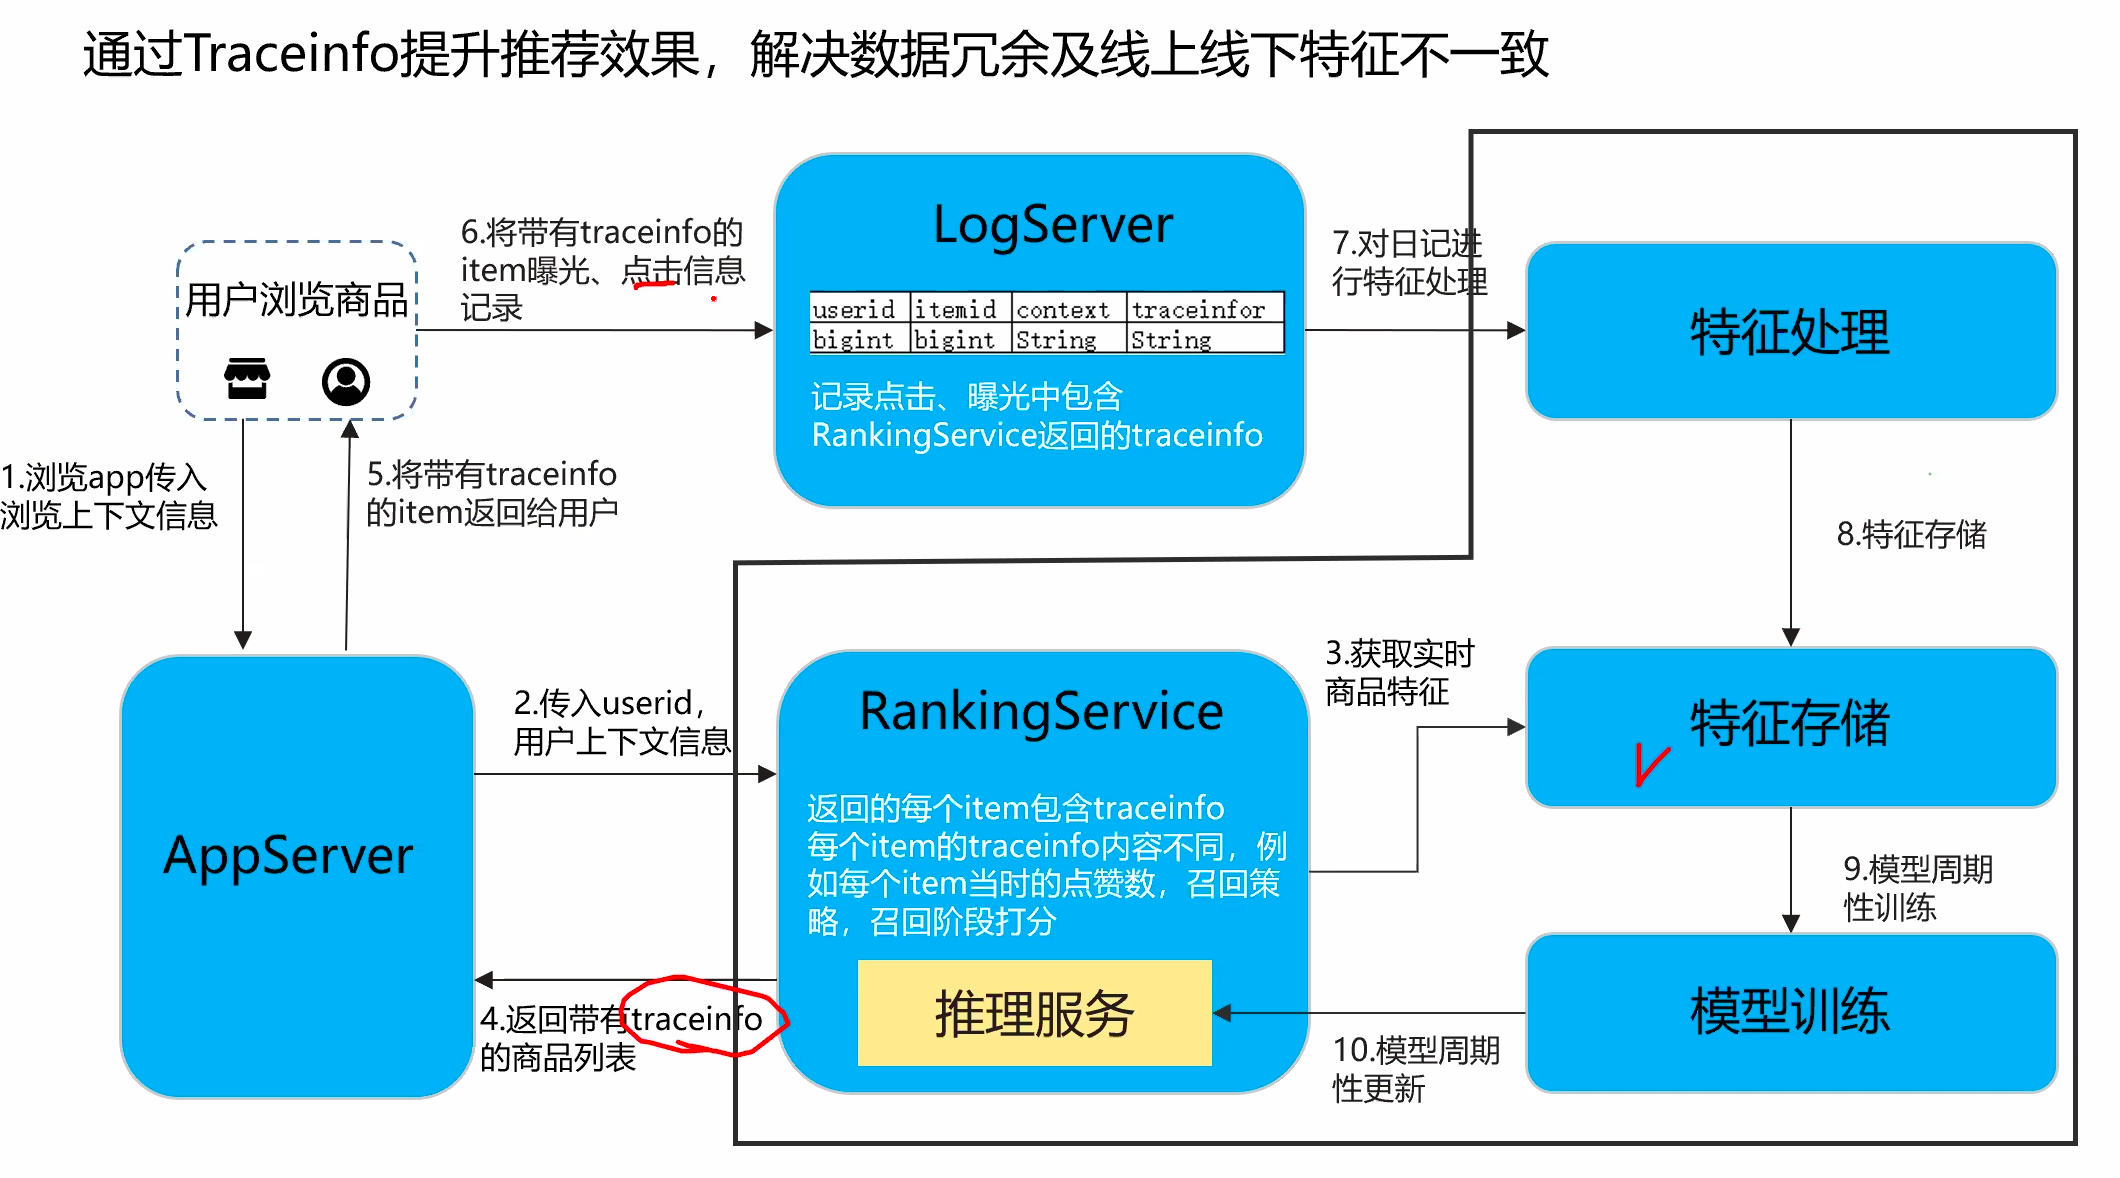 通过Traceinfo提升推荐效果，解决数据冗余及线上线下特征不一致
用户浏览商品
6.将带有traceinfo的
item曝光、点击信息
记录
LogServer
userid itemid context traceinfor
bigint bigint String String
记录点击、曝光中包含
RankingService返回的traceinfo
7.对日记进
行特征处理
特征处理
1.浏览app传入
浏览上下文信息
5.将带有traceinfo
的item返回给用户
8.特征存储
AppServer
2.传入userid，
用户上下文信息
RankingService
返回的每个item包含traceinfo
每个item的traceinfo内容不同，例
如每个item当时的点赞数，召回策
略，召回阶段打分
推理服务
3.获取实时
商品特征
特征存储
4.返回带有traceinfo
的商品列表
9.模型周期
性训练
模型训练
10.模型周期
性更新